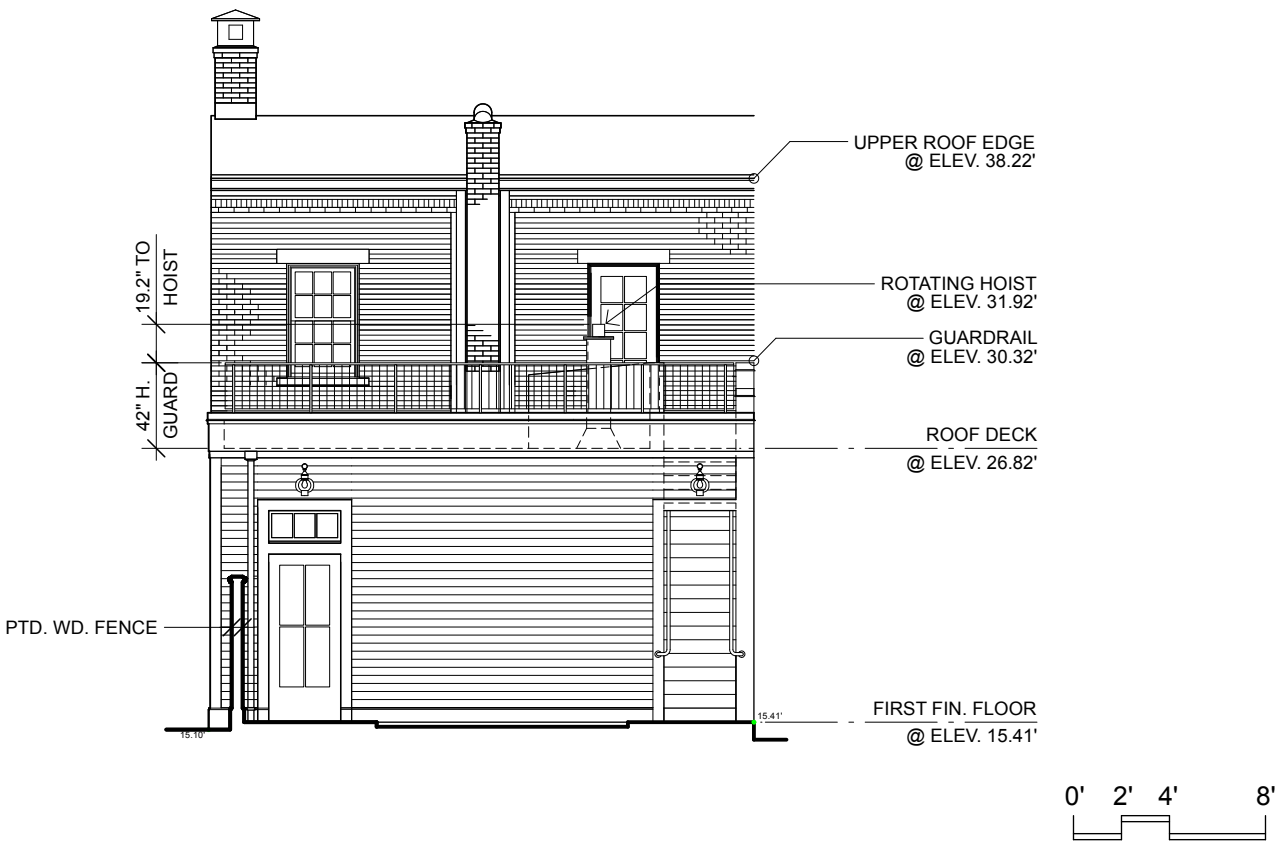 UPPER ROOF EDGE
@ ELEV. 38.22'
19.2" TO
HOIST
ROTATING HOIST
@ ELEV. 31.92'
GUARDRAIL
@ ELEV. 30.32'
42" H.
GUARD
ROOF DECK
@ ELEV. 26.82'
PTD. WD. FENCE
FIRST FIN. FLOOR
@ ELEV. 15.41'
15.41'
15.10'
0' 2' 4' 8'